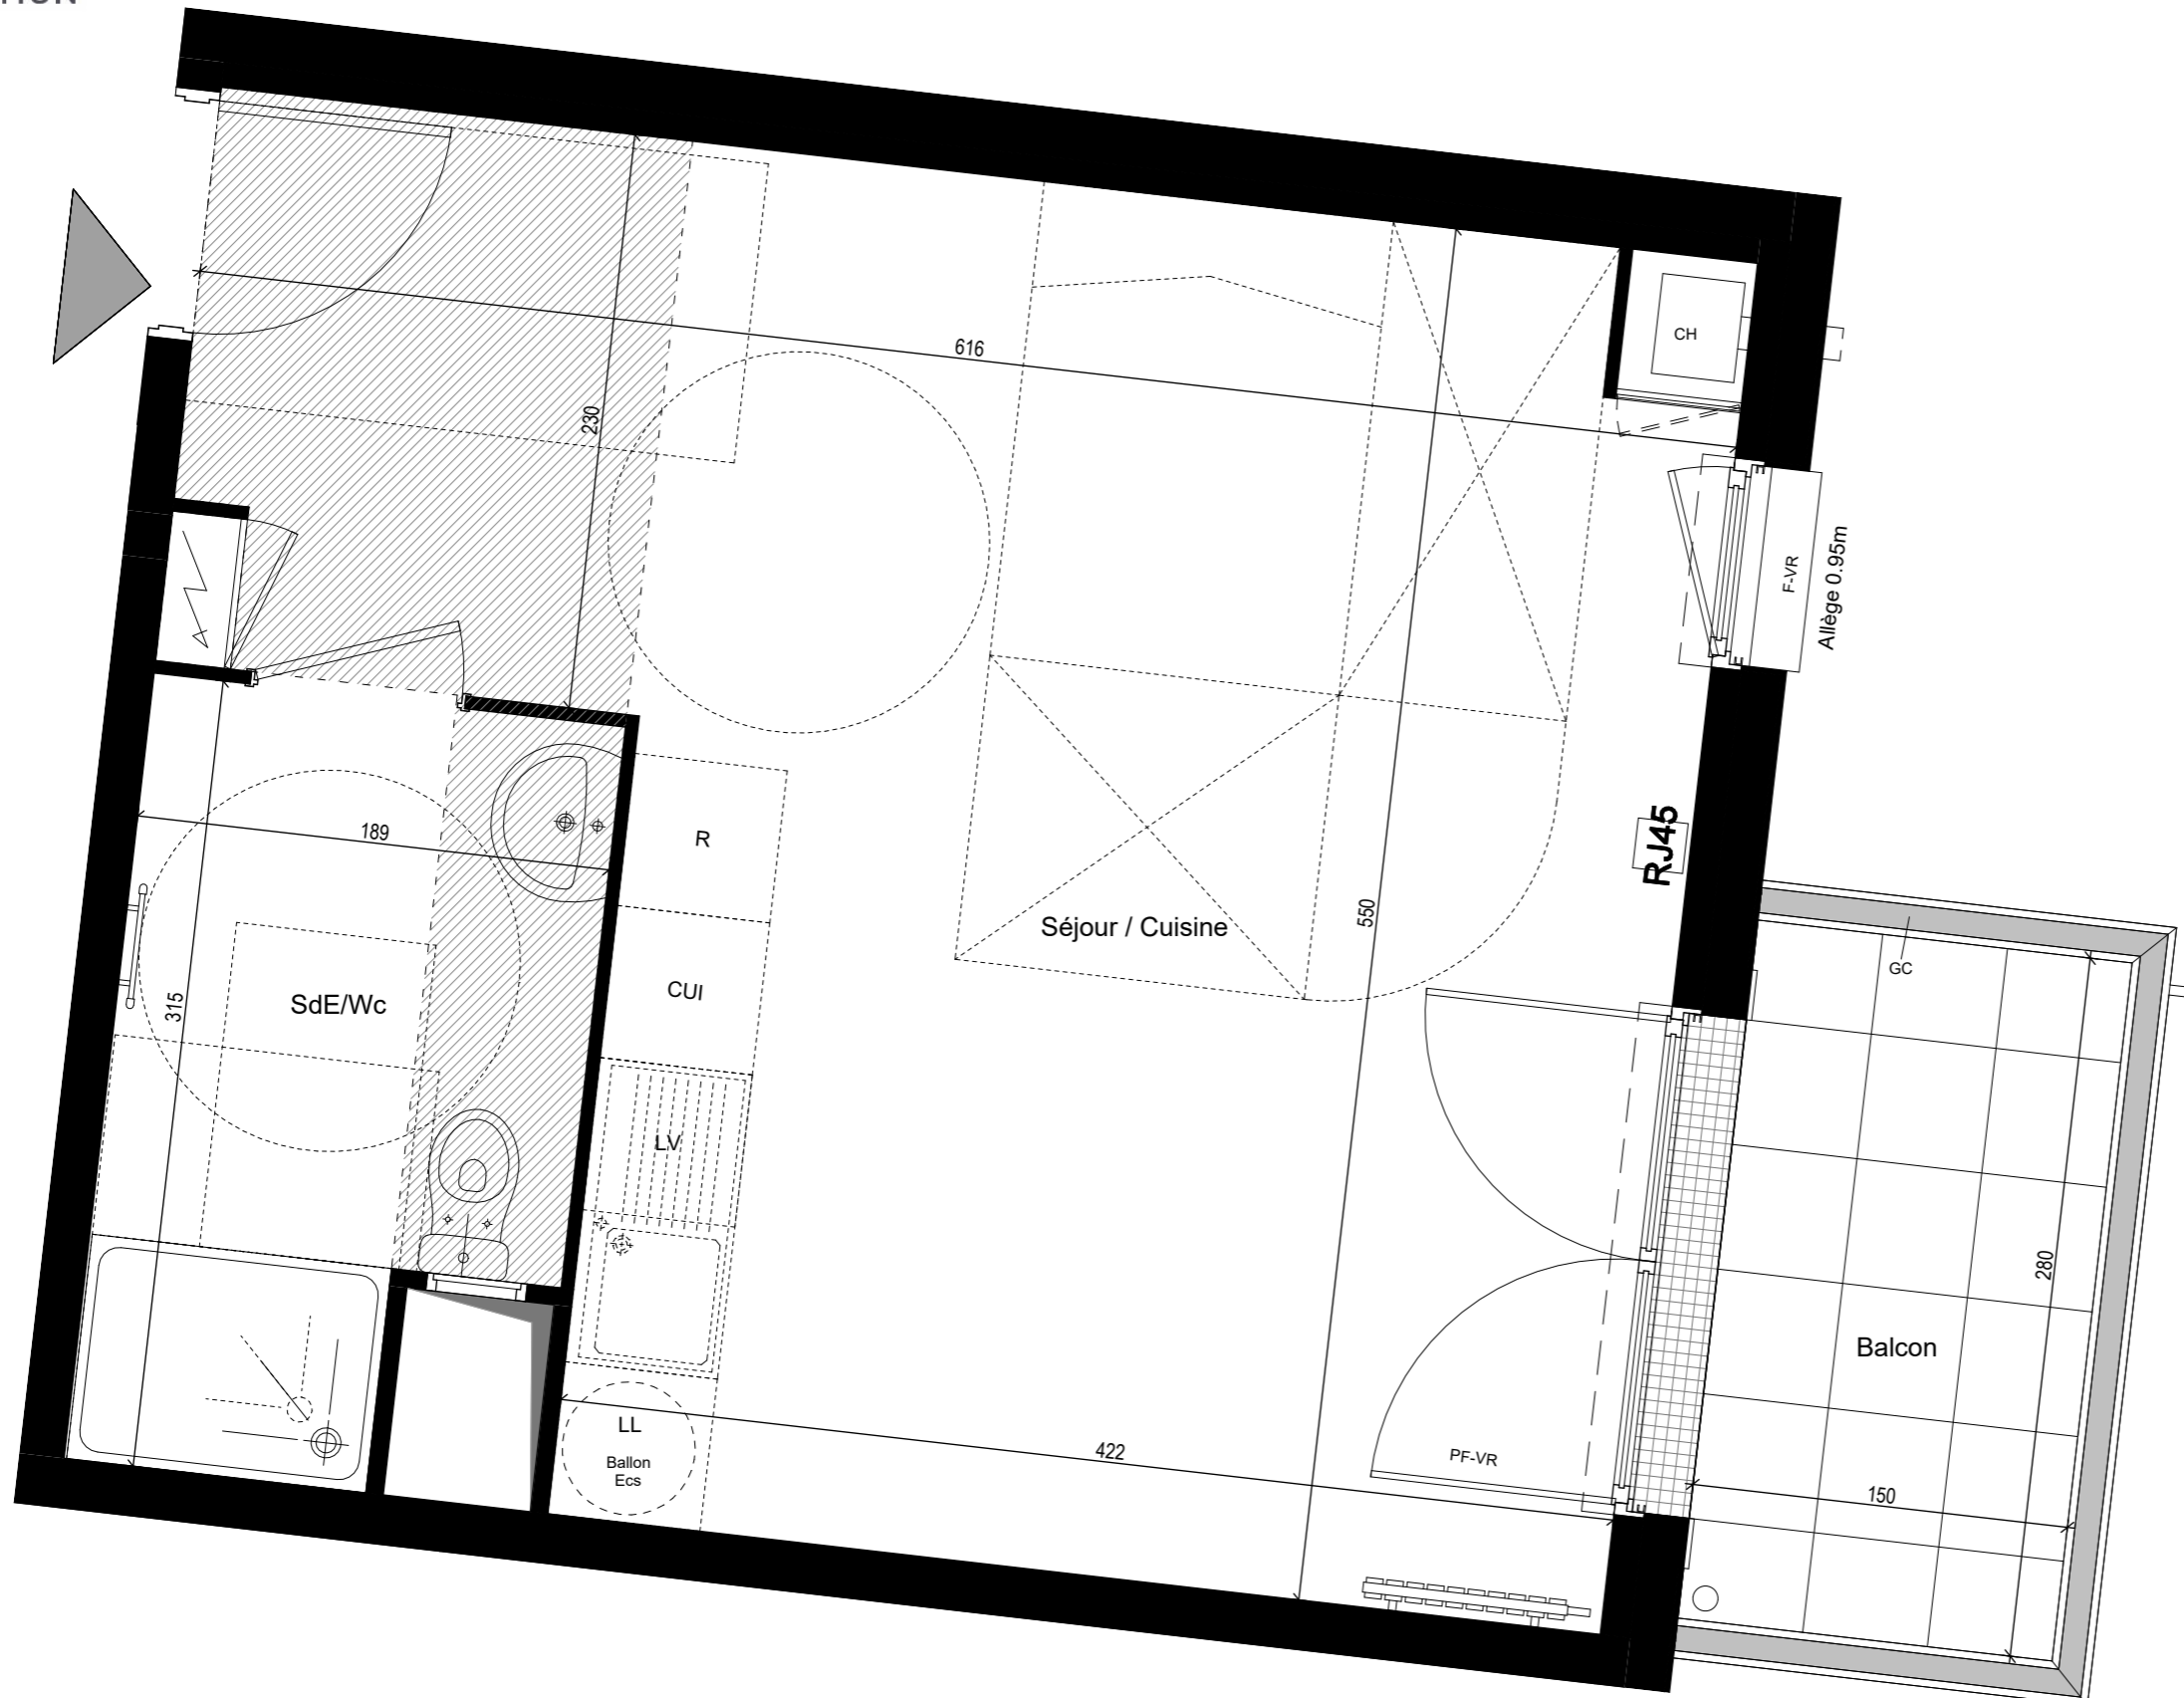 616
230
CH
F-VR
Allège 0.95m
189
R
RJ45
Séjour / Cuisine
550
GC
CUI
SdE/Wc
315
LV
280
Balcon
LL
Ballon
Ecs
422
PF-VR
150